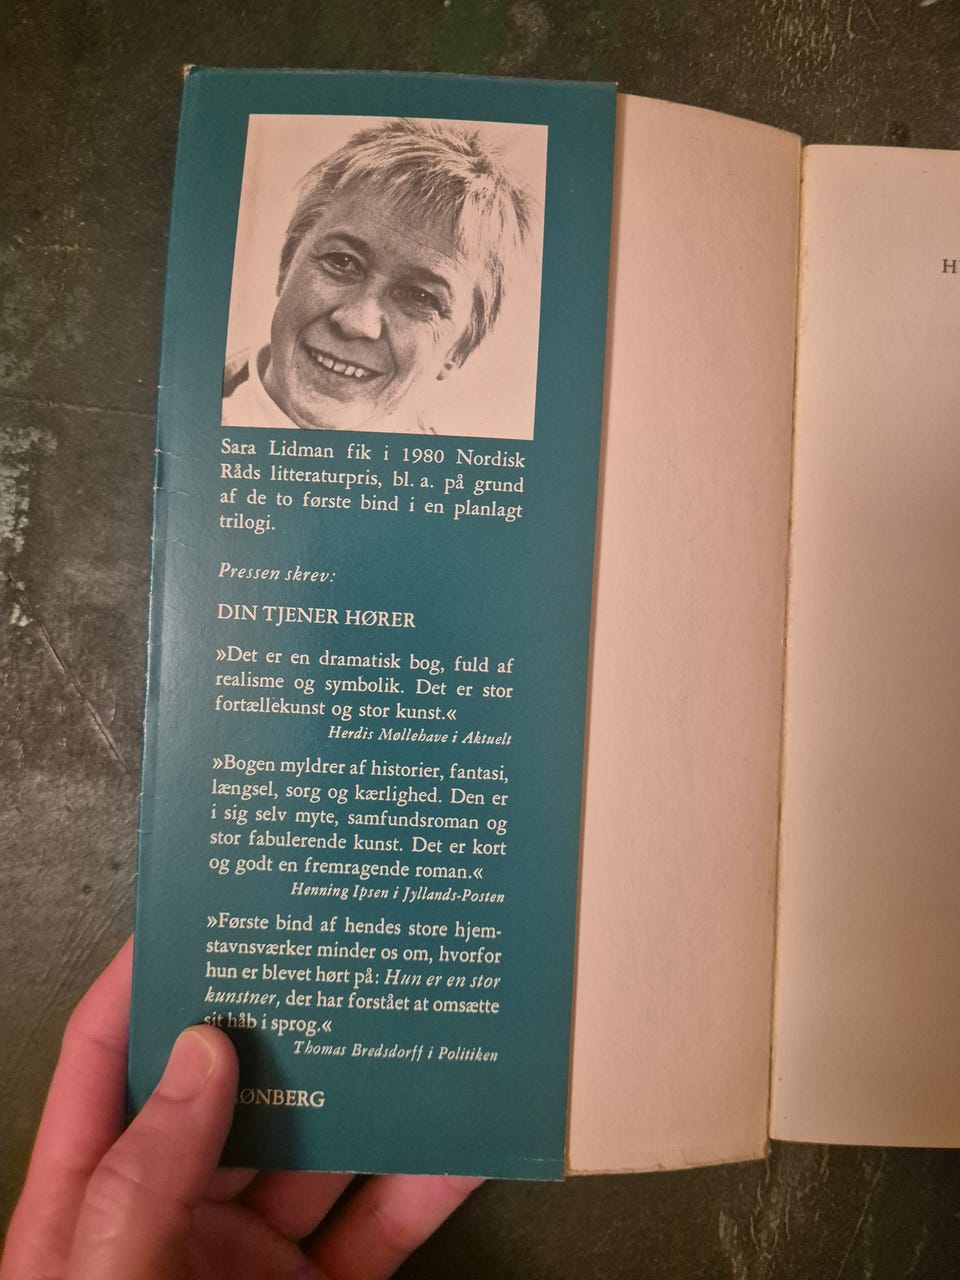 Sara Lidman fik i 1980 Nordisk
Råds litteraturpris, bl. a. på grund
af de to første bind i en planlagt
trilogi.
Pressen skrev:
DIN TJENER HØRER
»Det er en dramatisk bog, fuld af
realisme og symbolik. Det er stor
fortællekunst og stor kunst.«
Herdis Møllehave i Aktuelt
»Bogen myldrer af historier, fantasi,
længsel, sorg og kærlighed. Den er
i sig selv myte, samfundsroman og
stor fabulerende kunst. Det er kort
og godt en fremragende roman.«
Henning Ipsen i Jyllands-Posten
»Første bind af hendes store hjem-
stavnsværker minder os om, hvorfor
hun er blevet hørt på: Hun er en stor
kunstner, der har forstået at omsætte
sit håb i sprog.«
Thomas Bredsdorff i Politiken
ØNBERG